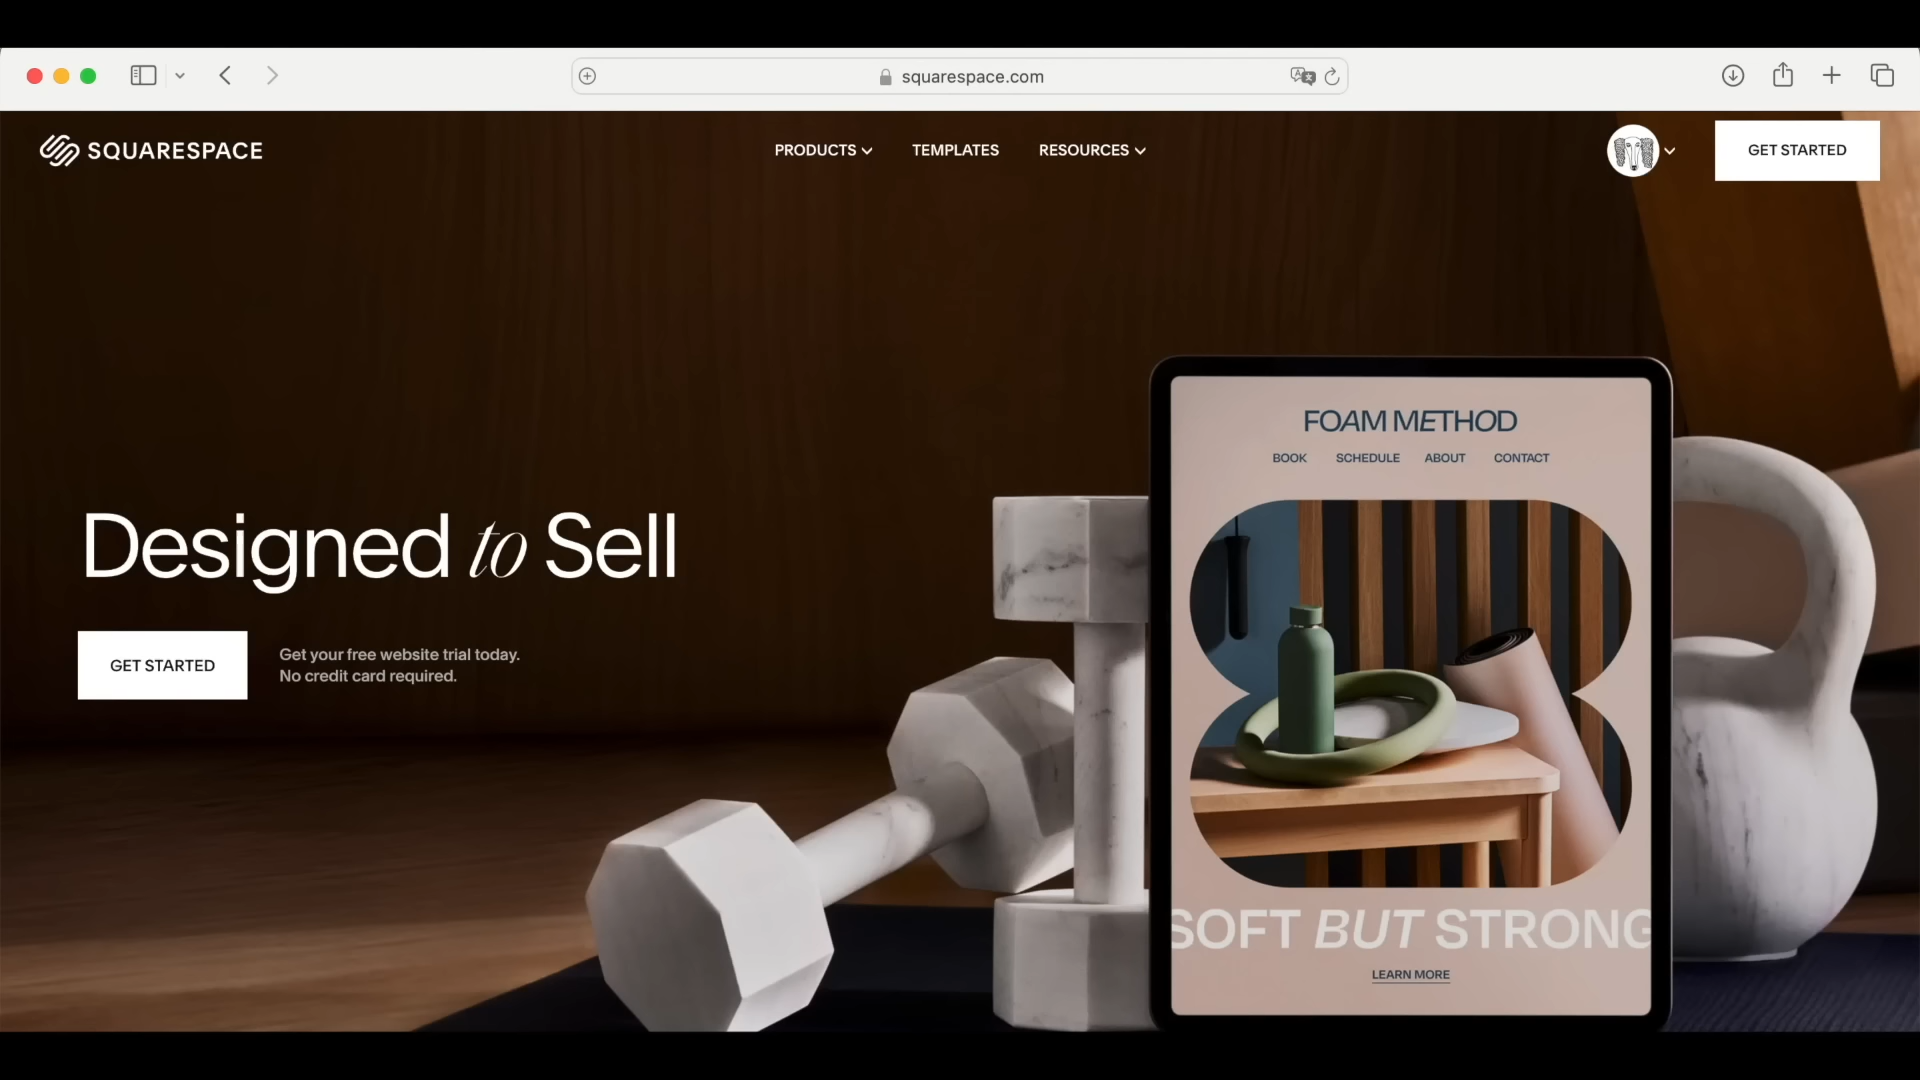 squarespace.com
SQUARESPACE
PRODUCTS
TEMPLATES
RESOURCES
GET STARTED
Designed to Sell
GET STARTED
Get your free website trial today.
No credit card required.
FOAM METHOD
BOOK SCHEDULE ABOUT CONTACT
SOFT BUT STRONG
LEARN MORE